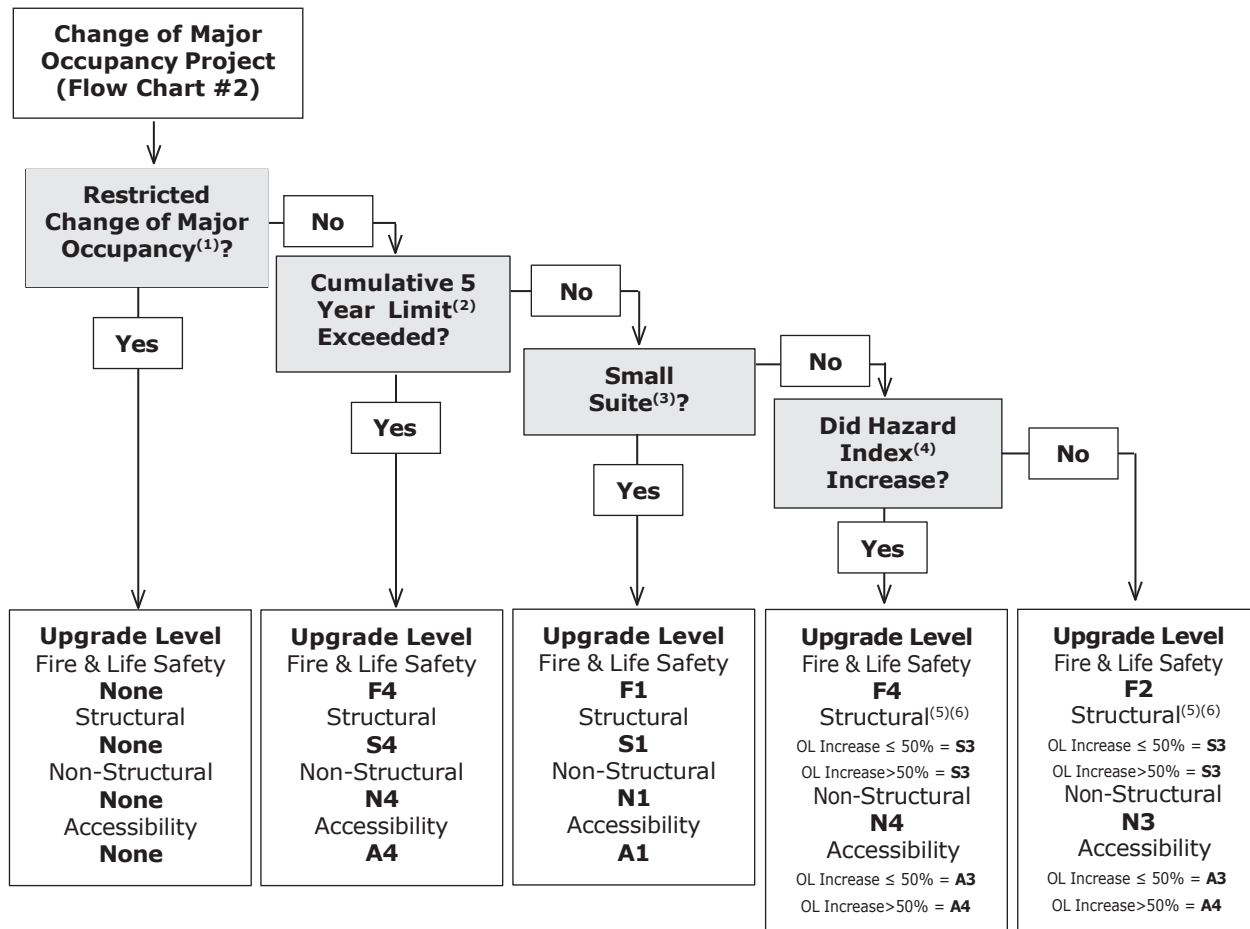 Change of Major
Occupancy Project
(Flow Chart #2)
Restricted
Change of Major
Occupancy(1)?
No
Yes
Cumulative 5
Year Limit(2)
Exceeded?
No
Yes
Small
Suite(3)?
No
Yes
Did Hazard
Index(4)
Increase?
No
Yes
Upgrade Level
Fire & Life Safety
None
Structural
None
Non-Structural
None
Accessibility
None
Upgrade Level
Fire & Life Safety
F4
Structural
S4
Non-Structural
N4
Accessibility
A4
Upgrade Level
Fire & Life Safety
F1
Structural
S1
Non-Structural
N1
Accessibility
A1
Upgrade Level
Fire & Life Safety
F4
Structural(5)(6)
OL Increase ≤ 50% = S3
OL Increase>50% = S3
Non-Structural
N4
Accessibility
OL Increase ≤ 50% = A3
OL Increase>50% = A4
Upgrade Level
Fire & Life Safety
F2
Structural(5)(6)
OL Increase ≤ 50% = S3
OL Increase>50% = S3
Non-Structural
N3
Accessibility
OL Increase ≤ 50% = A3
OL Increase>50% = A4